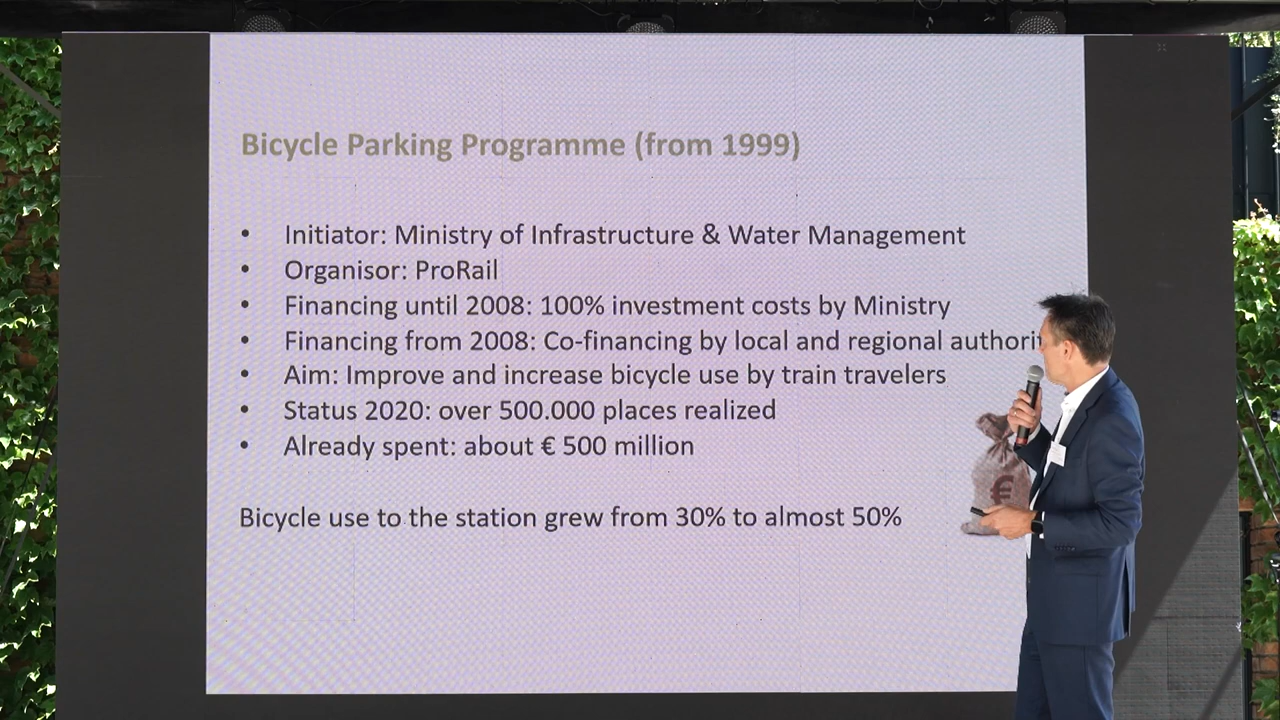 Bicycle Parking Programme (from 1999)
• Initiator: Ministry of Infrastructure & Water Management
• Organisor: ProRail
• Financing until 2008: 100% investment costs by Ministry
• Financing from 2008: Co-financing by local and regional
• Aim: Improve and increase bicycle use by train travelers
• Status 2020: over 500.000 places realized
• Already spent: about € 500 million
€
Bicycle use to the station grew from 30% to almost 50%